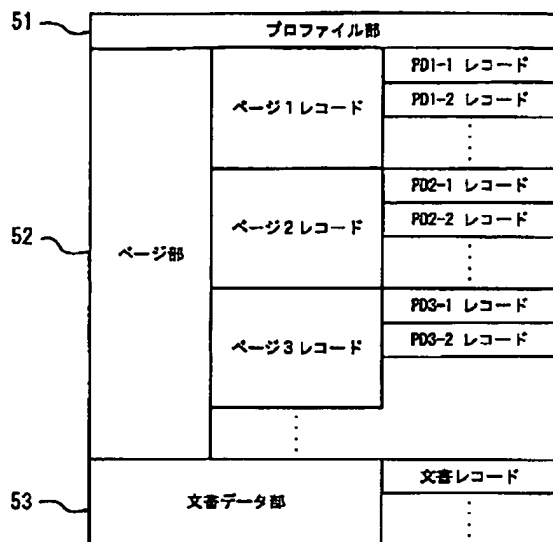 51
プロファイル部
PD1-1 レコード
ページ1レコード
PD1-2 レコード
PD2-1 レコード
52
ページ部
ページ2レコード
PD2-2 レコード
PD3-1 レコード
ページ3レコード
PD3-2 レコード
53
文書データ部
文書レコード